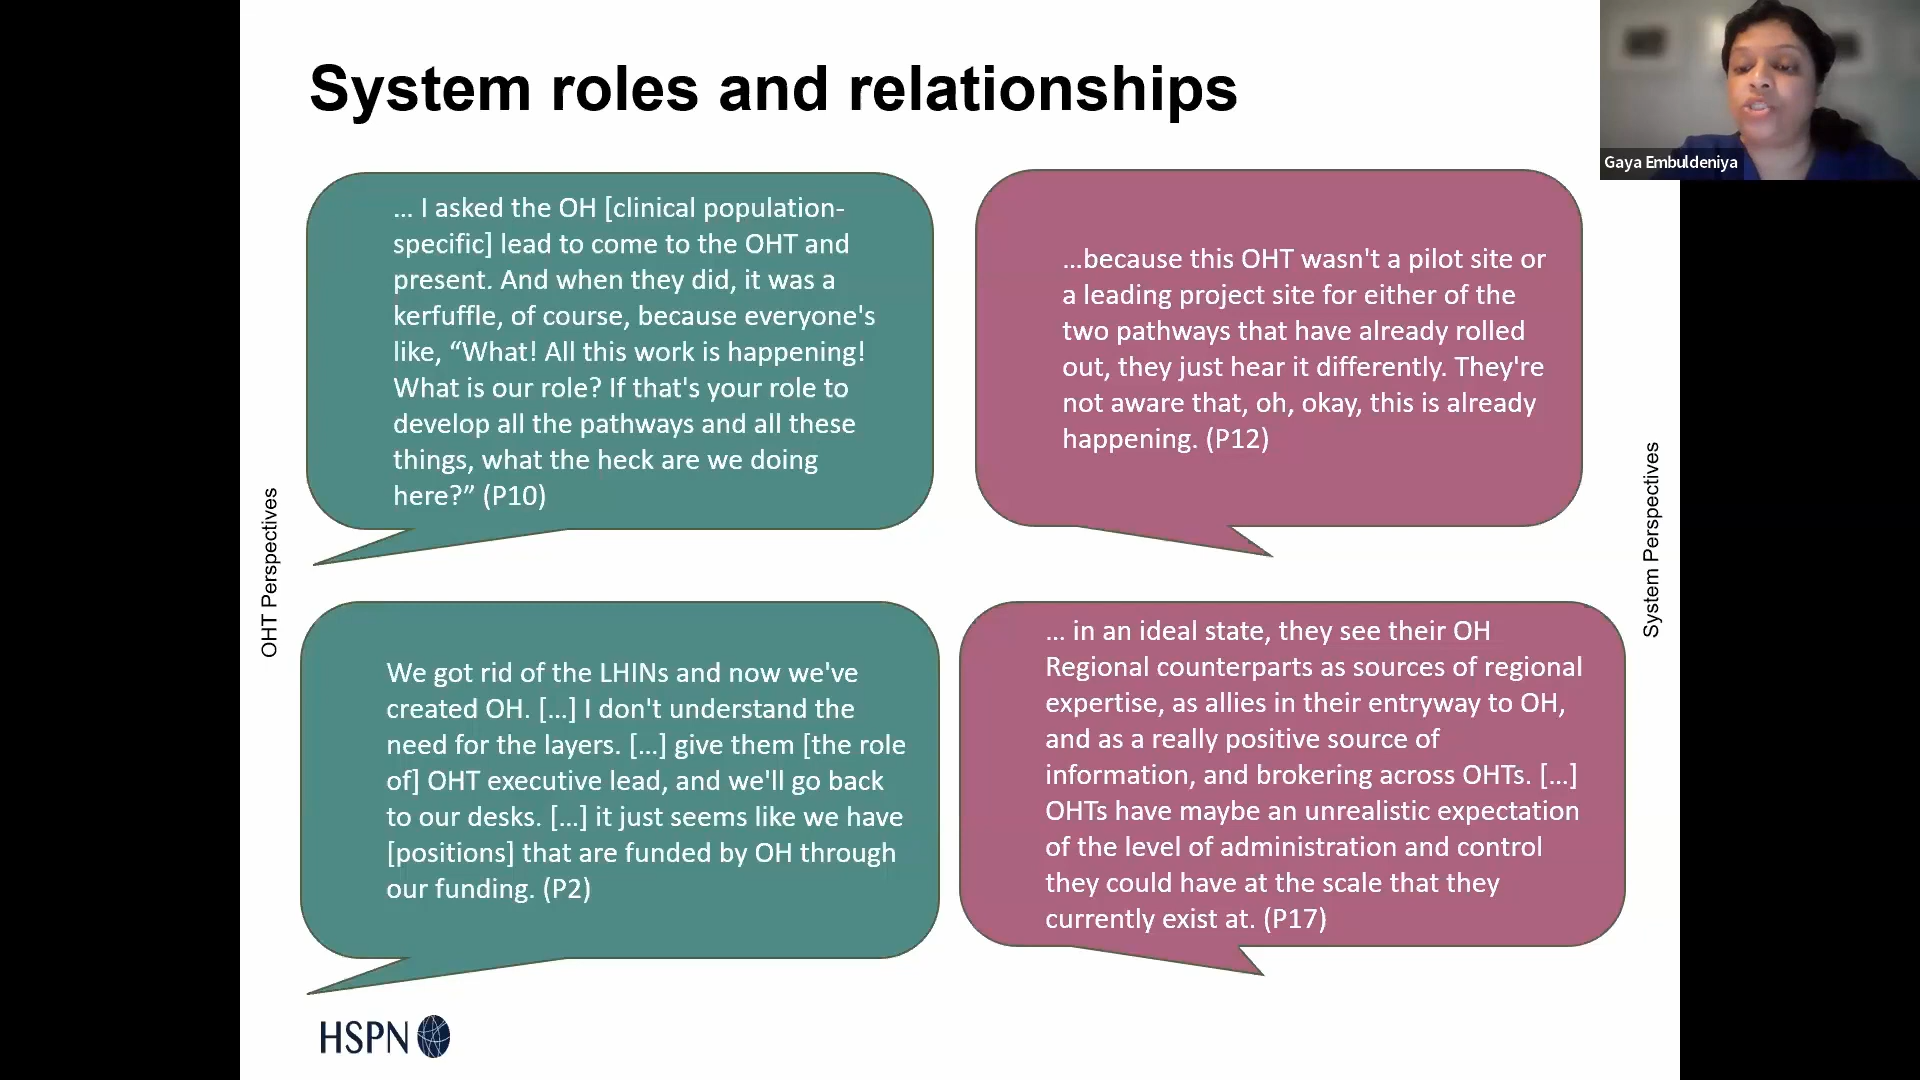 System roles and relationships
Gaya Embuldeniya
OHT Perspectives
… I asked the OH [clinical population-
specific] lead to come to the OHT and
present. And when they did, it was a
kerfuffle, of course, because everyone's
like, “What! All this work is happening!
What is our role? If that's your role to
develop all the pathways and all these
things, what the heck are we doing
here?” (P10)
…because this OHT wasn't a pilot site or
a leading project site for either of the
two pathways that have already rolled
out, they just hear it differently. They're
not aware that, oh, okay, this is already
happening. (P12)
System Perspectives
We got rid of the LHINs and now we've
created OH. […] I don't understand the
need for the layers. […] give them [the role
of] OHT executive lead, and we'll go back
to our desks. […] it just seems like we have
[positions] that are funded by OH through
our funding. (P2)
… in an ideal state, they see their OH
Regional counterparts as sources of regional
expertise, as allies in their entryway to OH,
and as a really positive source of
information, and brokering across OHTs. […]
OHTs have maybe an unrealistic expectation
of the level of administration and control
they could have at the scale that they
currently exist at. (P17)
HSPN